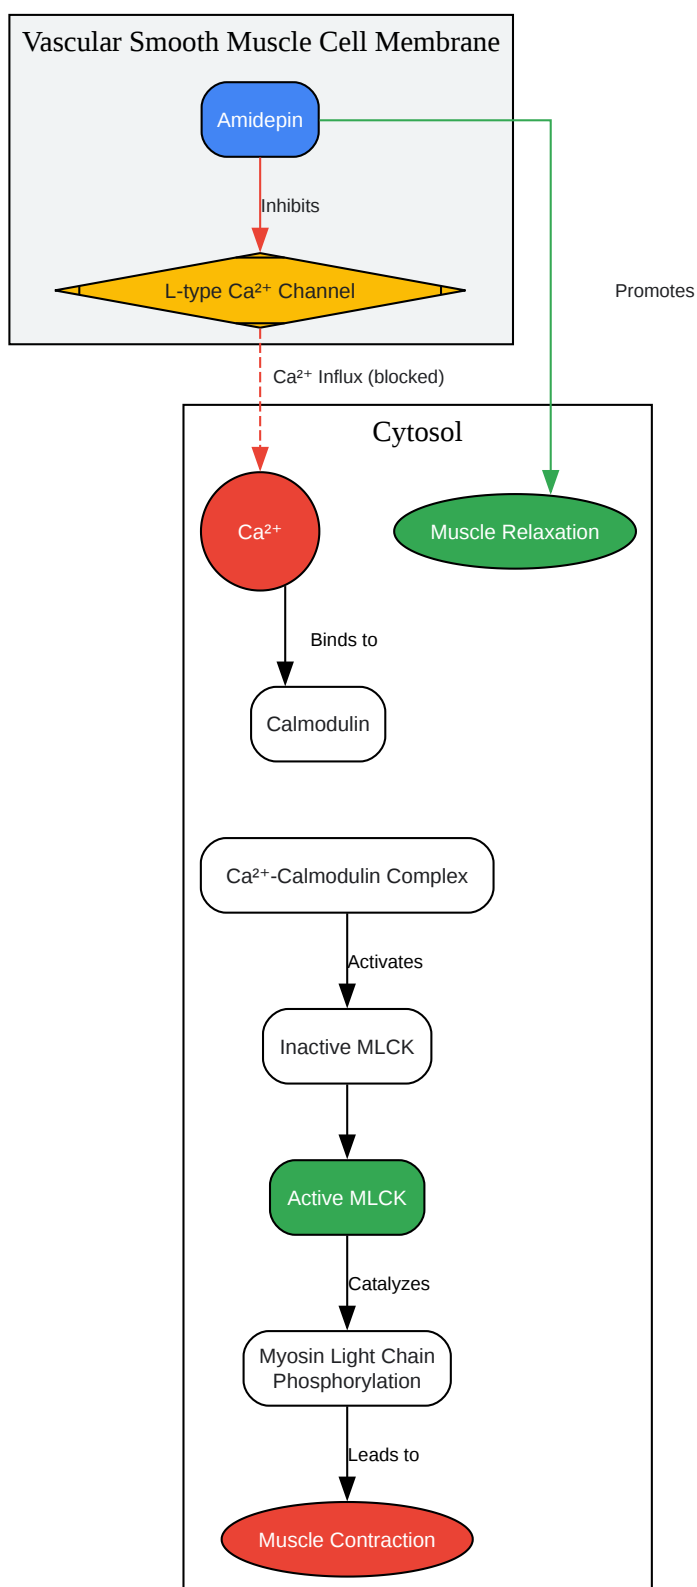 Vascular Smooth Muscle Cell Membrane
Amidepin
Inhibits
L-type Ca²⁺ Channel
Promotes
Ca²⁺ Influx (blocked)
Cytosol
Ca²⁺
Muscle Relaxation
Binds to
Calmodulin
Ca²⁺-Calmodulin Complex
Activates
Inactive MLCK
Active MLCK
Catalyzes
Myosin Light Chain
Phosphorylation
Leads to
Muscle Contraction